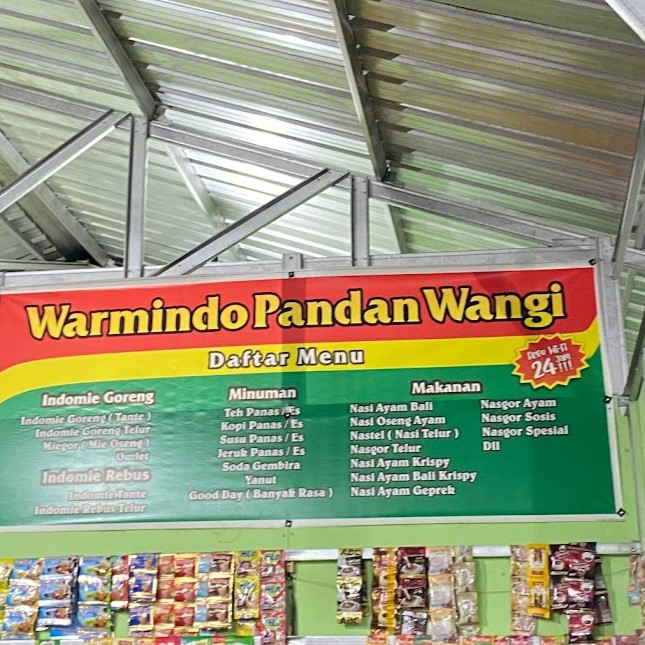 Warmindo Pandan Wangi
Daftar Menu
Free Wi-Fi
24 Jam !!!
Indomie Goreng
Indomie Goreng ( Tante )
Indomie Goreng Telur
Miegor ( Mie Oseng )
Omlet
Indomie Rebus
Indomie Tante
Indomie Rebus Telur
Minuman
Teh Panas / Es
Kopi Panas / Es
Susu Panas / Es
Jeruk Panas / Es
Soda Gembira
Yanut
Good Day ( Banyak Rasa )
Makanan
Nasi Ayam Bali
Nasi Oseng Ayam
Nastel ( Nasi Telur )
Nasgor Telur
Nasi Ayam Krispy
Nasi Ayam Bali Krispy
Nasi Ayam Geprek
Nasgor Ayam
Nasgor Sosis
Nasgor Spesial
Dll